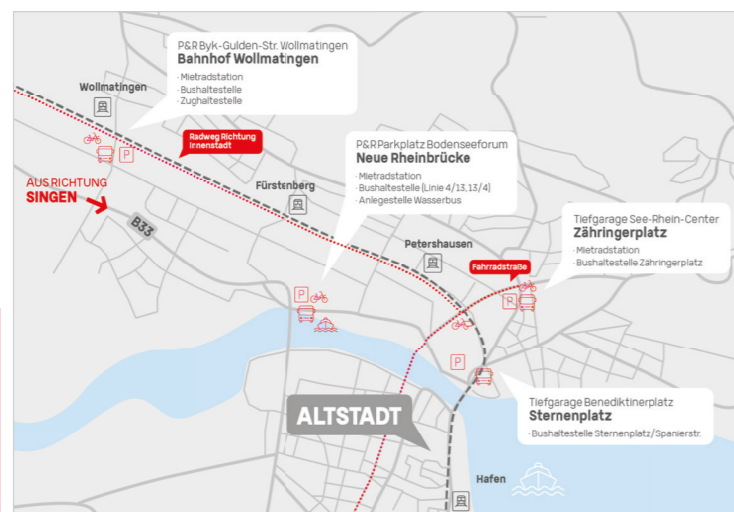 P&R Byk-Gulden-Str. Wollmatingen
Bahnhof Wollmatingen
· Mietradstation
· Bushaltestelle
· Zughaltestelle
Wollmatingen
P
Radweg Richtung
Innenstadt
AUS RICHTUNG
SINGEN
B33
Fürstenberg
P&R Parkplatz Bodenseeforum
Neue Rheinbrücke
· Mietradstation
· Bushaltestelle (Linie 4/13,13/4)
· Anlegestelle Wasserbus
P
Petershausen
Fahrradstraße
Tiefgarage See-Rhein-Center
Zähringerplatz
· Mietradstation
· Bushaltestelle Zähringerplatz
P
P
Tiefgarage Benediktinerplatz
Sternenplatz
· Bushaltestelle Sternenplatz/Spanierstr.
ALTSTADT
Hafen